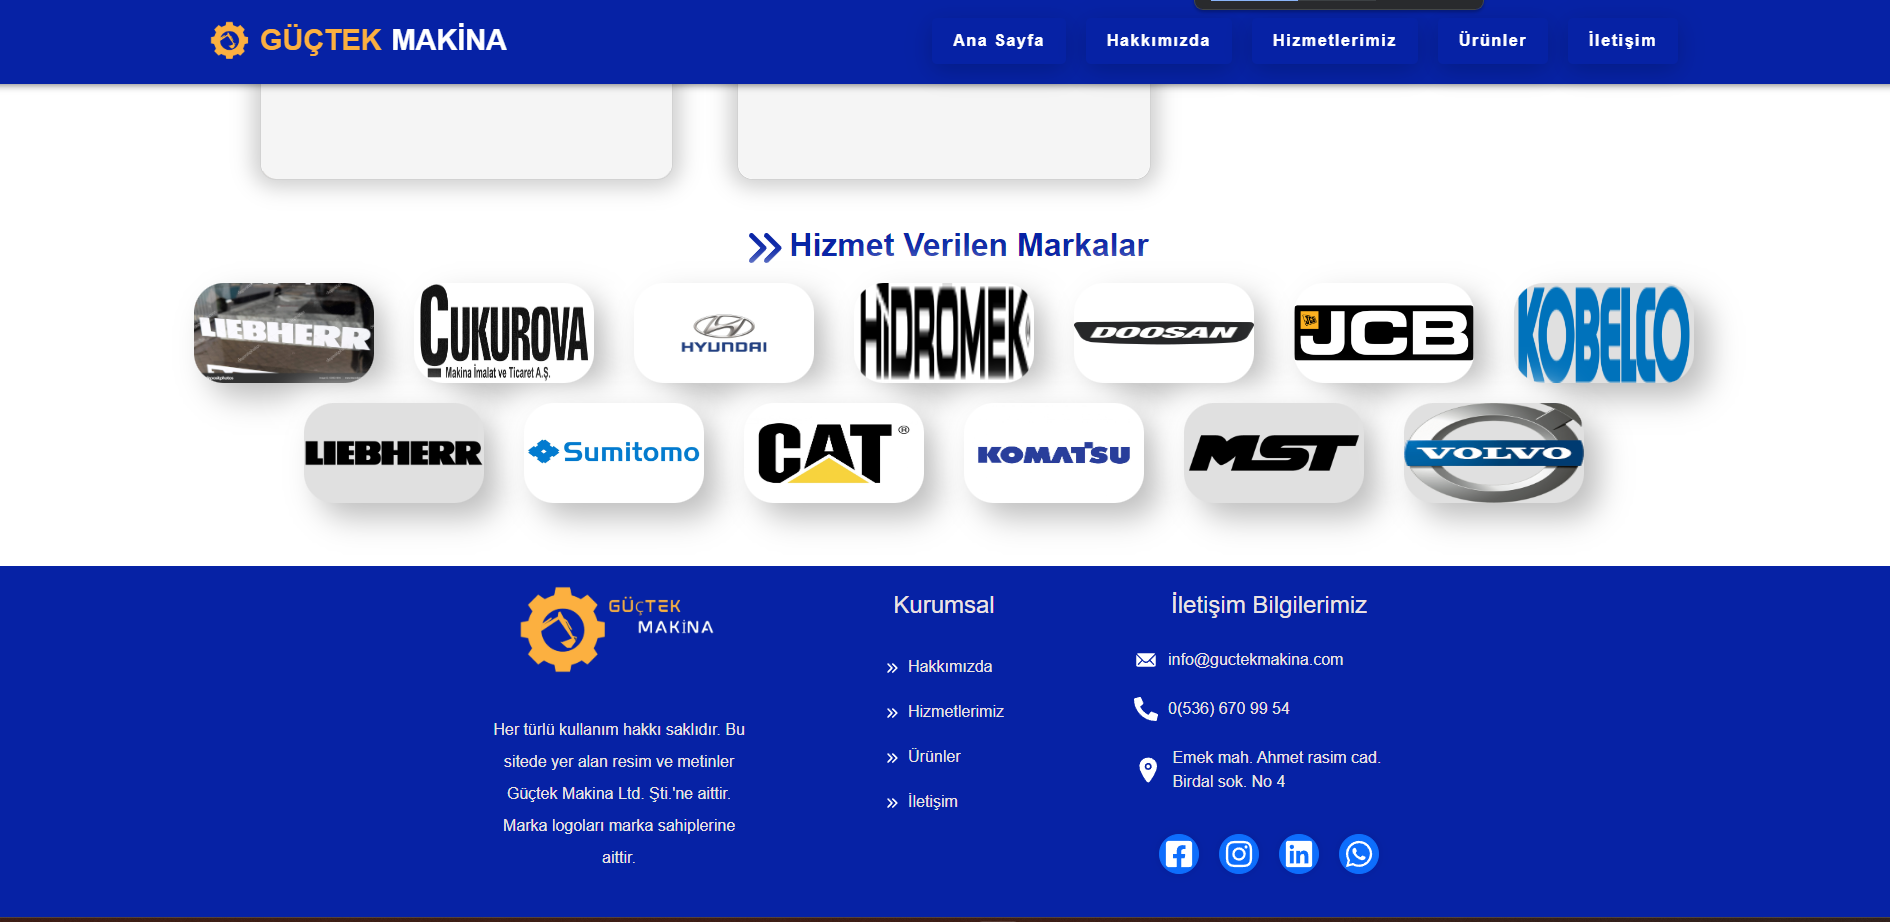 GÜÇTEK MAKİNA
Ana Sayfa
Hakkımızda
Hizmetlerimiz
Ürünler
İletişim
Hizmet Verilen Markalar
LIEBHERR
ÇUKUROVA
Makina İmalat ve Ticaret A.Ş.
HYUNDAI
HİDROMEK
DOOSAN
JCB
JCB
KOBELCO
LIEBHERR
Sumitomo
CAT®
KOMATSU
MST
VOLVO
GÜÇTEK
MAKİNA
Her türlü kullanım hakkı saklıdır. Bu
sitede yer alan resim ve metinler
Güçtek Makina Ltd. Şti.'ne aittir.
Marka logoları marka sahiplerine
aittir.
Kurumsal
Hakkımızda
Hizmetlerimiz
Ürünler
İletişim
İletişim Bilgilerimiz
info@guctekmakina.com
0(536) 670 99 54
Emek mah. Ahmet rasim cad.
Birdal sok. No 4